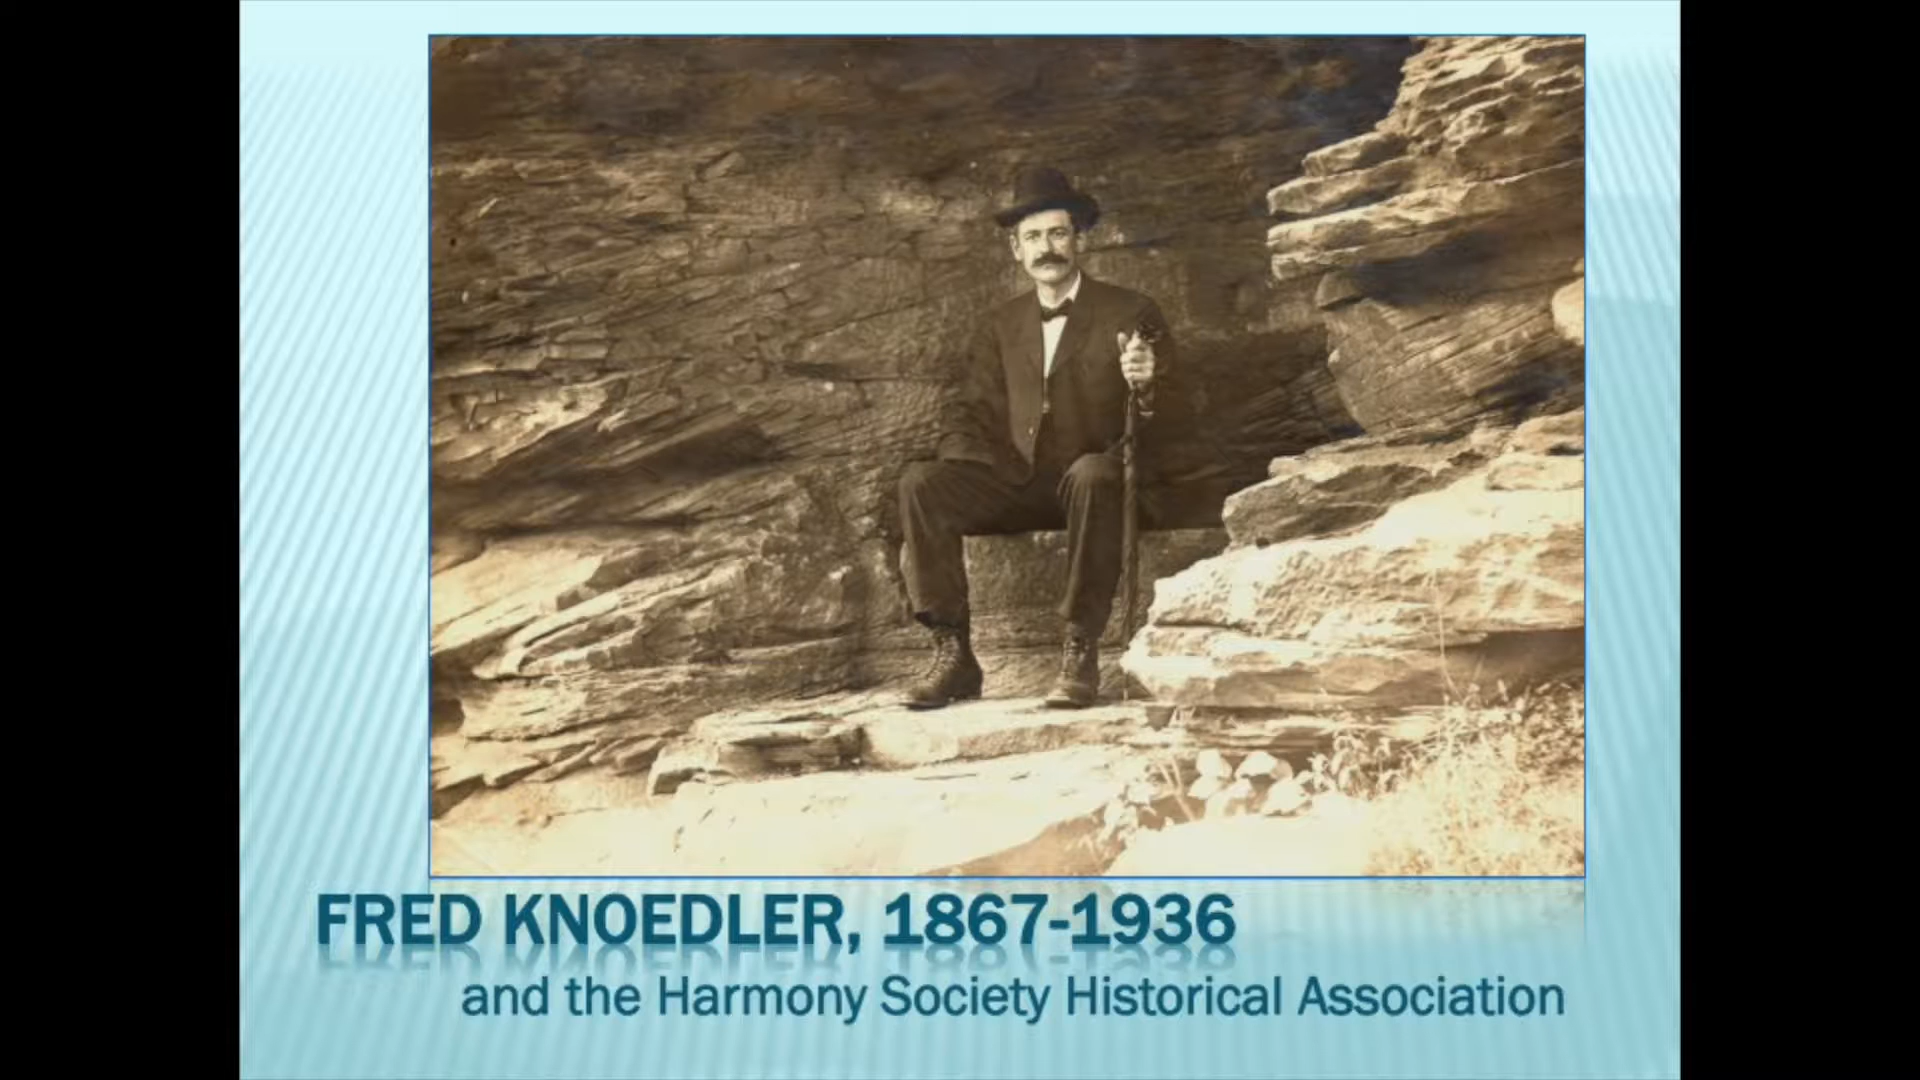 FRED KNOEDLER, 1867-1936
and the Harmony Society Historical Association